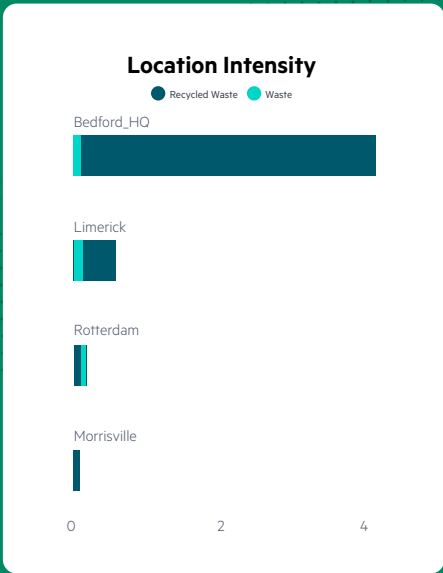 Location Intensity
Recycled Waste Waste
Bedford_HQ
Limerick
Rotterdam
Morrisville
0 2 4